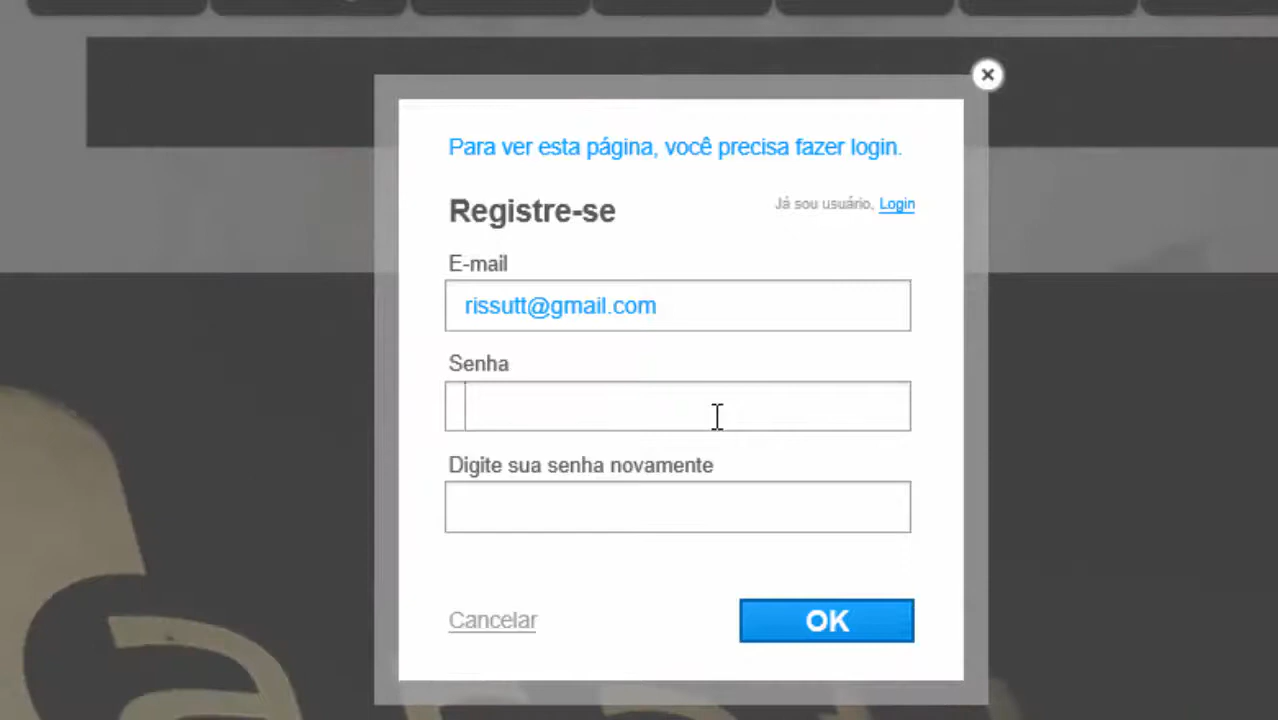 Para ver esta página, você precisa fazer login.
Registre-se
Já sou usuário, Login
E-mail
rissutt@gmail.com
Senha
Digite sua senha novamente
Cancelar
OK